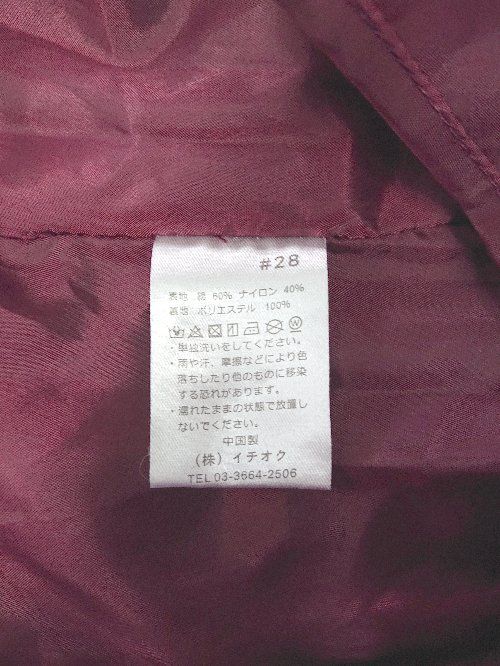 #28
表地 綿 60% ナイロン 40%
裏地 ポリエステル 100%
・単独洗いをしてください。
・雨や汗、摩擦などにより色
落ちしたり他のものに移染
する恐れがあります。
・濡れたままの状態で放置し
ないでください。
中国製
(株) イチオク
TEL 03-3664-2506